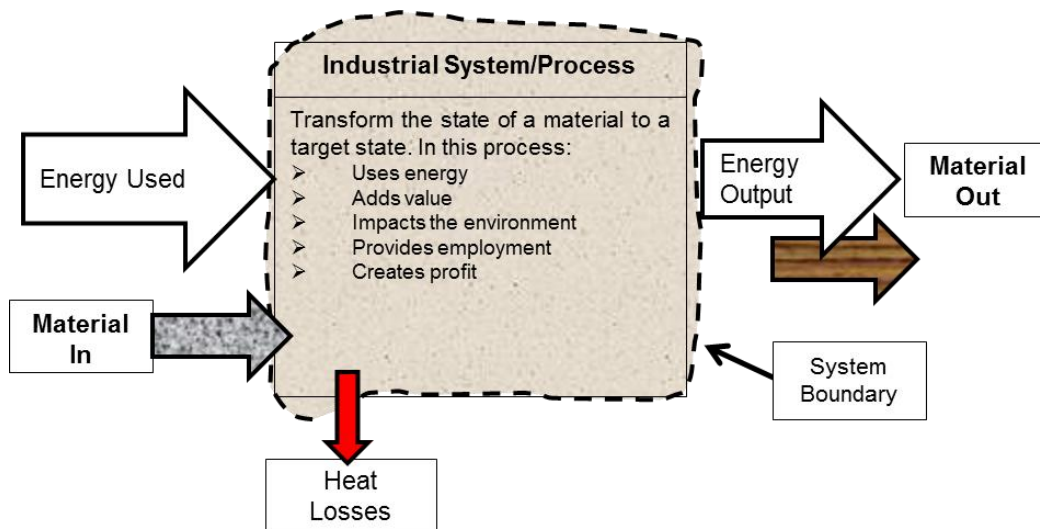 Industrial System/Process
Transform the state of a material to a
target state. In this process:
➢ Uses energy
➢ Adds value
➢ Impacts the environment
➢ Provides employment
➢ Creates profit
Energy Used
Material
In
Energy
Output
Material
Out
System
Boundary
Heat
Losses